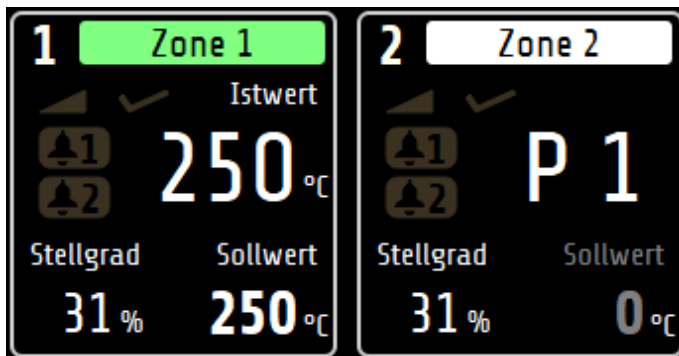 1 Zone 1
Istwert
1
250 °C
2
Stellgrad Sollwert
31 % 250 °C
2 Zone 2
1
P 1
2
Stellgrad Sollwert
31 % 0 °C